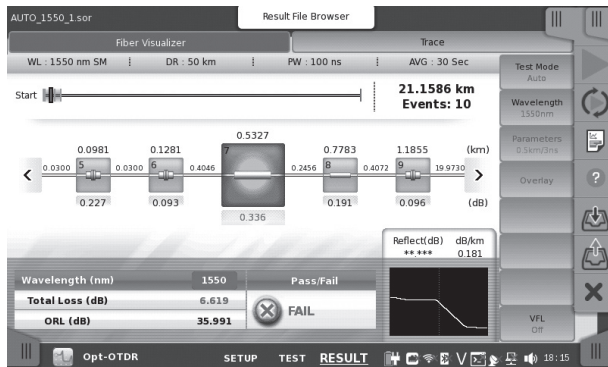 AUTO_1550_1.sor
Result File Browser
Fiber Visualizer
Trace
WL : 1550 nm SM
DR : 50 km
PW : 100 ns
AVG : 30 Sec
Start
21.1586 km
Events: 10
0.0981
0.1281
0.5327
0.7783
1.1855
(km)
0.0300
5
0.0300
6
0.4046
7
0.2456
8
0.4072
9
19.9730
0.227
0.093
0.336
0.191
0.096
(dB)
Reflect(dB)
dB/km
**.***
0.181
Wavelength (nm)
1550
Pass/Fail
Total Loss (dB)
6.619
FAIL
ORL (dB)
35.991
Test Mode
Auto
Wavelength
1550nm
Parameters
0.5km/3ns
Overlay
VFL
Off
Opt-OTDR
SETUP
TEST
RESULT
18:15